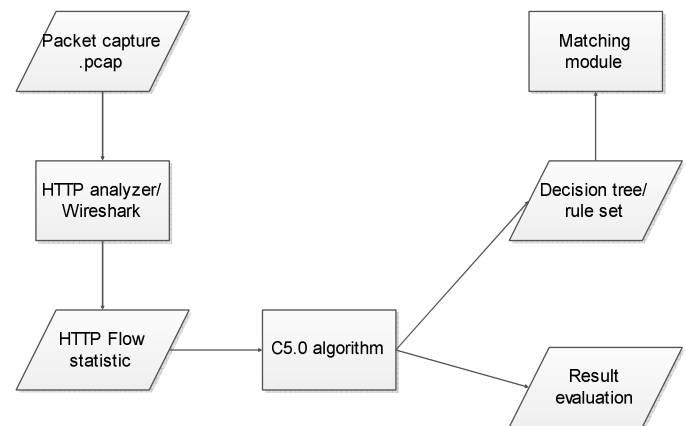 Packet capture
.pcap
HTTP analyzer/
Wireshark
HTTP Flow
statistic
C5.0 algorithm
Matching
module
Decision tree/
rule set
Result
evaluation